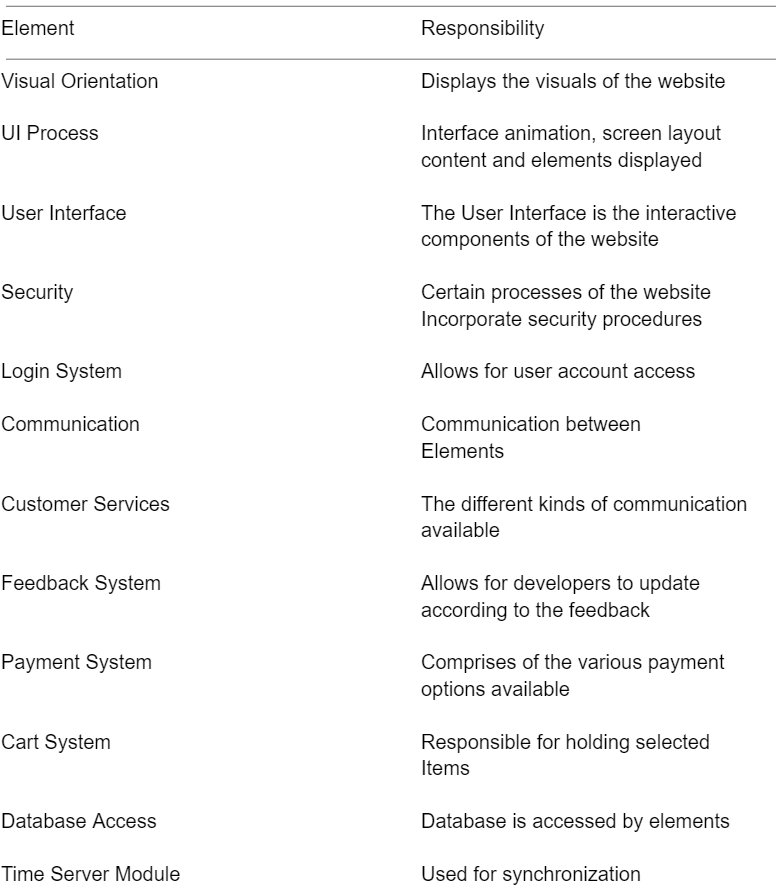 Element Responsibility
Visual Orientation Displays the visuals of the website
UI Process Interface animation, screen layout
content and elements displayed
User Interface The User Interface is the interactive
components of the website
Security Certain processes of the website
Incorporate security procedures
Login System Allows for user account access
Communication Communication between
Elements
Customer Services The different kinds of communication
available
Feedback System Allows for developers to update
according to the feedback
Payment System Comprises of the various payment
options available
Cart System Responsible for holding selected
Items
Database Access Database is accessed by elements
Time Server Module Used for synchronization